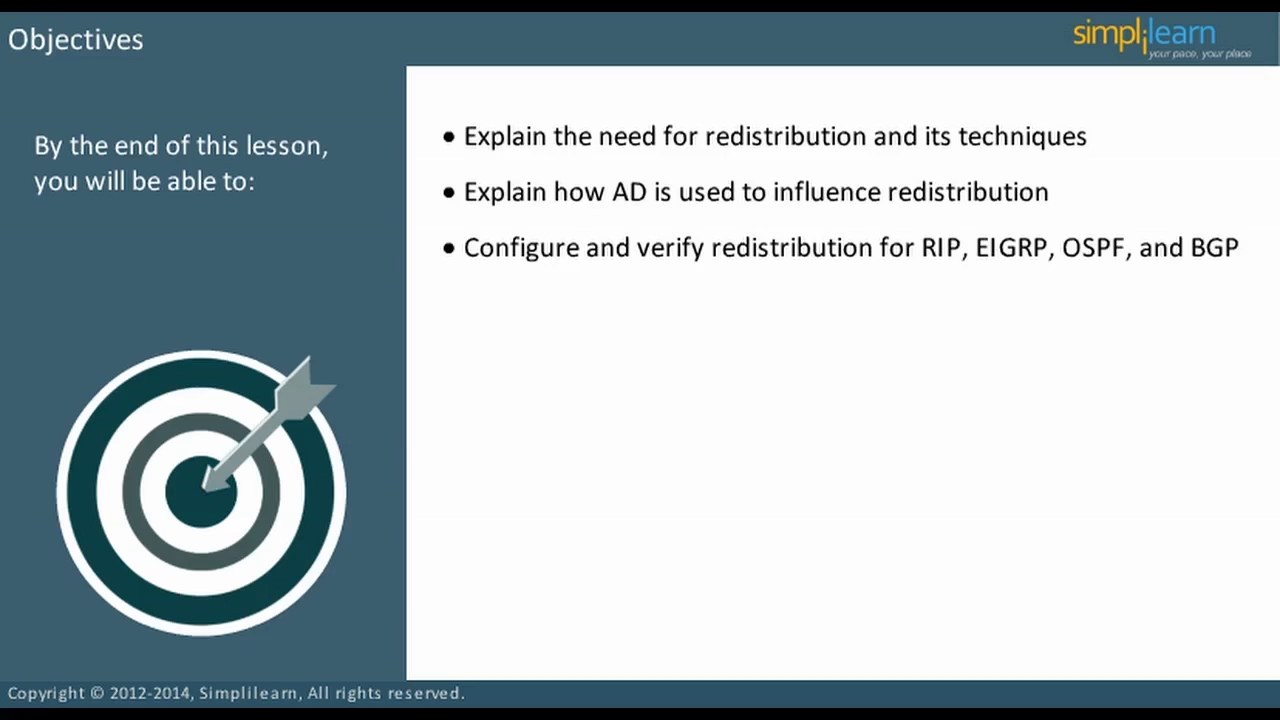 Objectives
simplilearn
your pace, your place
By the end of this lesson,
you will be able to:
• Explain the need for redistribution and its techniques
• Explain how AD is used to influence redistribution
• Configure and verify redistribution for RIP, EIGRP, OSPF, and BGP
Copyright © 2012-2014, Simplilearn, All rights reserved.